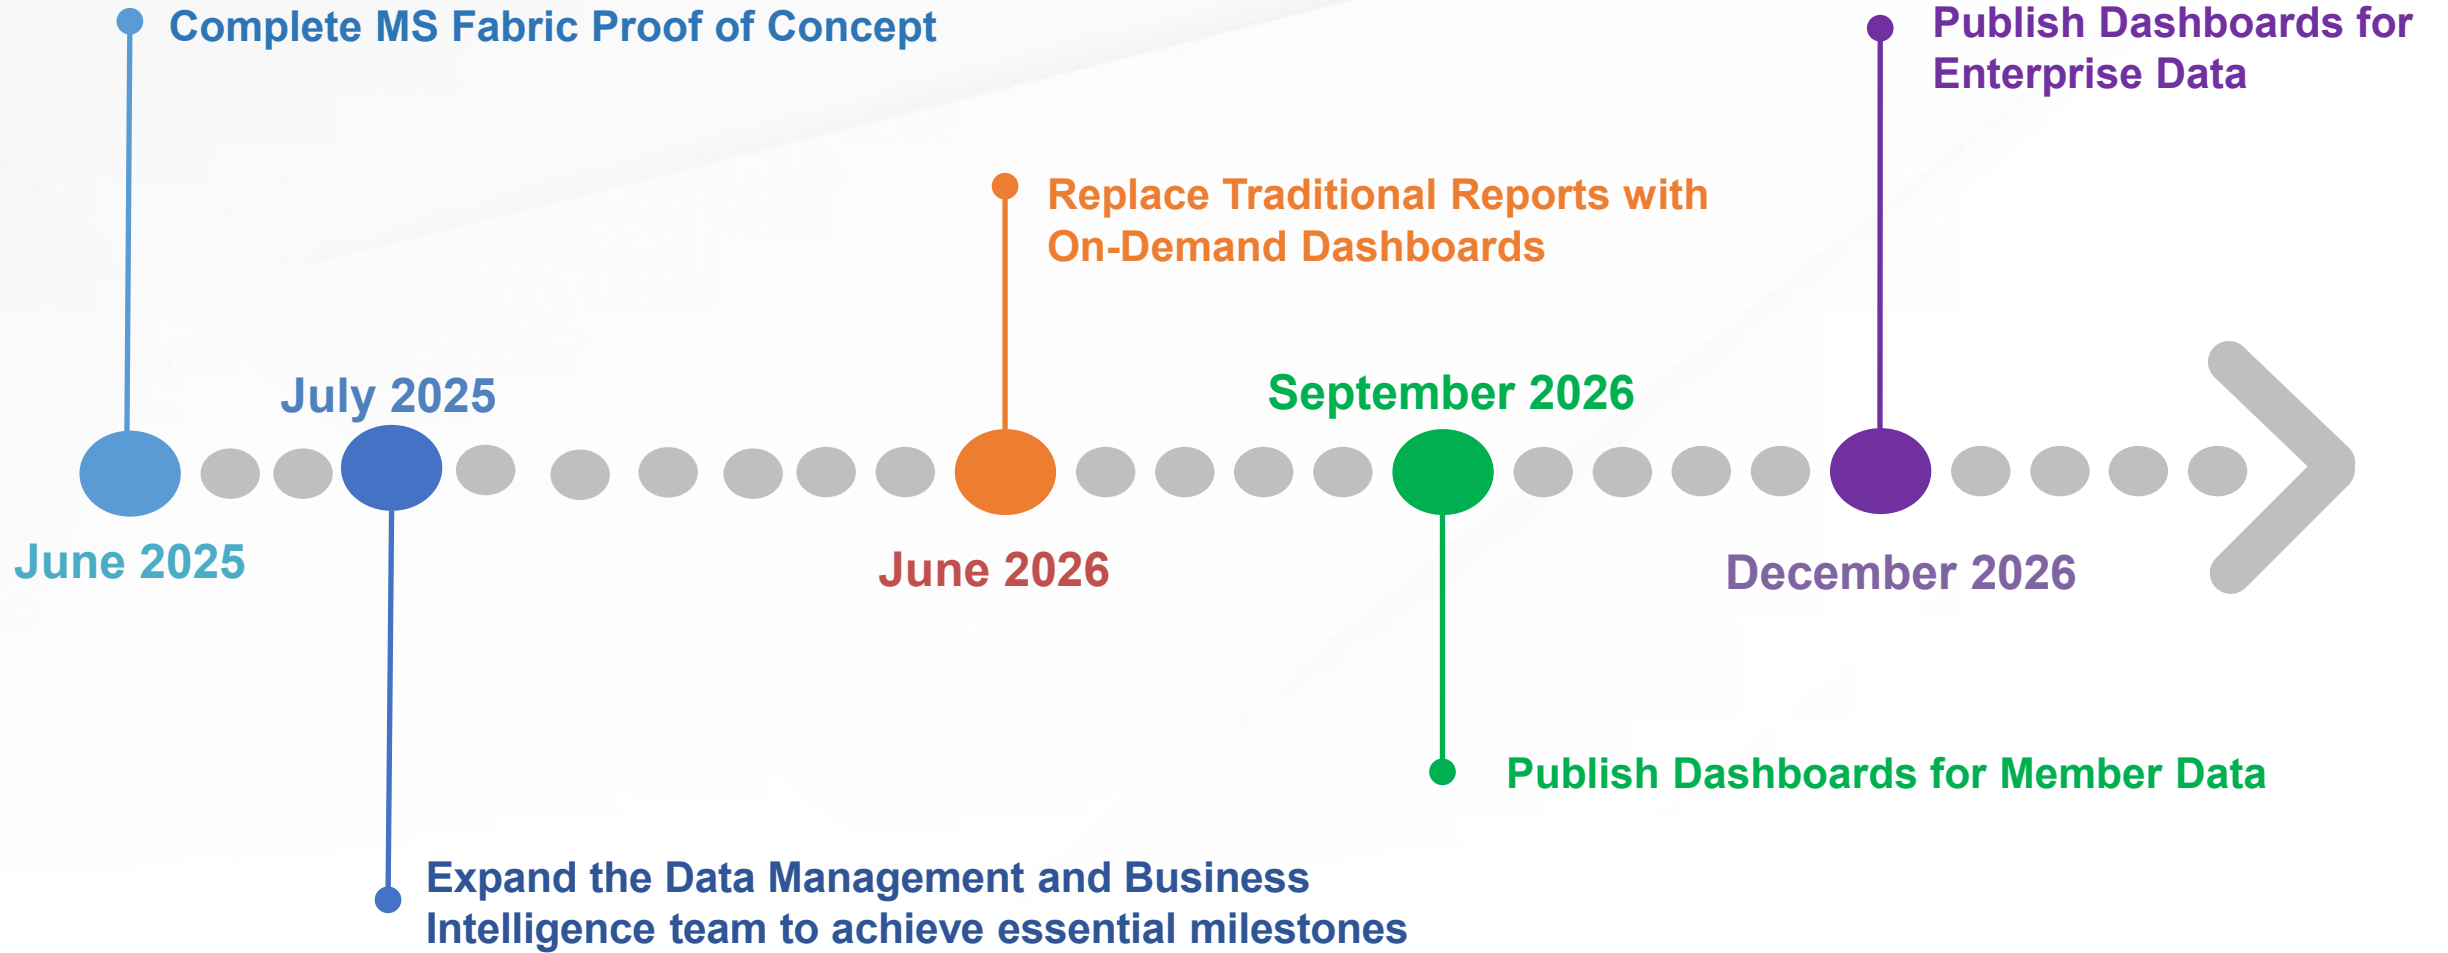 Complete MS Fabric Proof of Concept
Publish Dashboards for
Enterprise Data
Replace Traditional Reports with
On-Demand Dashboards
July 2025
September 2026
June 2025
June 2026
December 2026
Publish Dashboards for Member Data
Expand the Data Management and Business
Intelligence team to achieve essential milestones